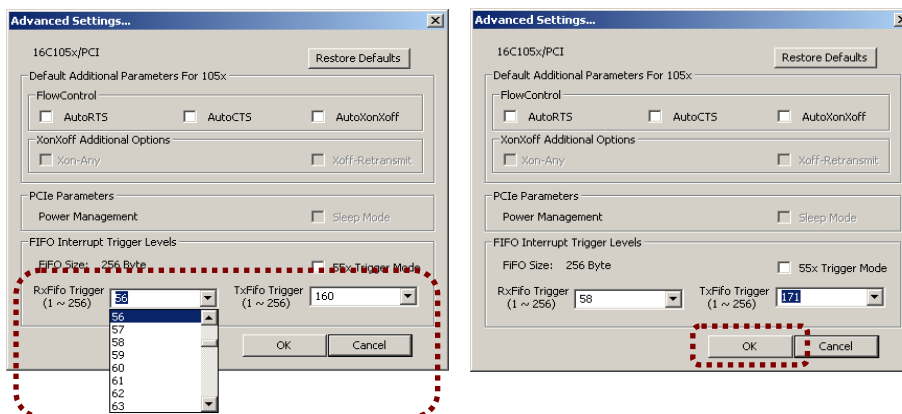 Advanced Settings...
16C105x/PCI
Restore Defaults
Default Additional Parameters For 105x
FlowControl
AutoRTS AutoCTS AutoXonXoff
XonXoff Additional Options
Xon-Any Xoff-Retransmit
PCIe Parameters
Power Management Sleep Mode
FIFO Interrupt Trigger Levels
FiFO Size: 256 Byte 55x Trigger Mode
RxFifo Trigger (1 ~ 256) 56 TxFifo Trigger (1 ~ 256) 160
56
57
58
59
60
61
62
63
OK Cancel
Advanced Settings...
16C105x/PCI
Restore Defaults
Default Additional Parameters For 105x
FlowControl
AutoRTS AutoCTS AutoXonXoff
XonXoff Additional Options
Xon-Any Xoff-Retransmit
PCIe Parameters
Power Management Sleep Mode
FIFO Interrupt Trigger Levels
FiFO Size: 256 Byte 55x Trigger Mode
RxFifo Trigger (1 ~ 256) 58 TxFifo Trigger (1 ~ 256) 171
OK Cancel